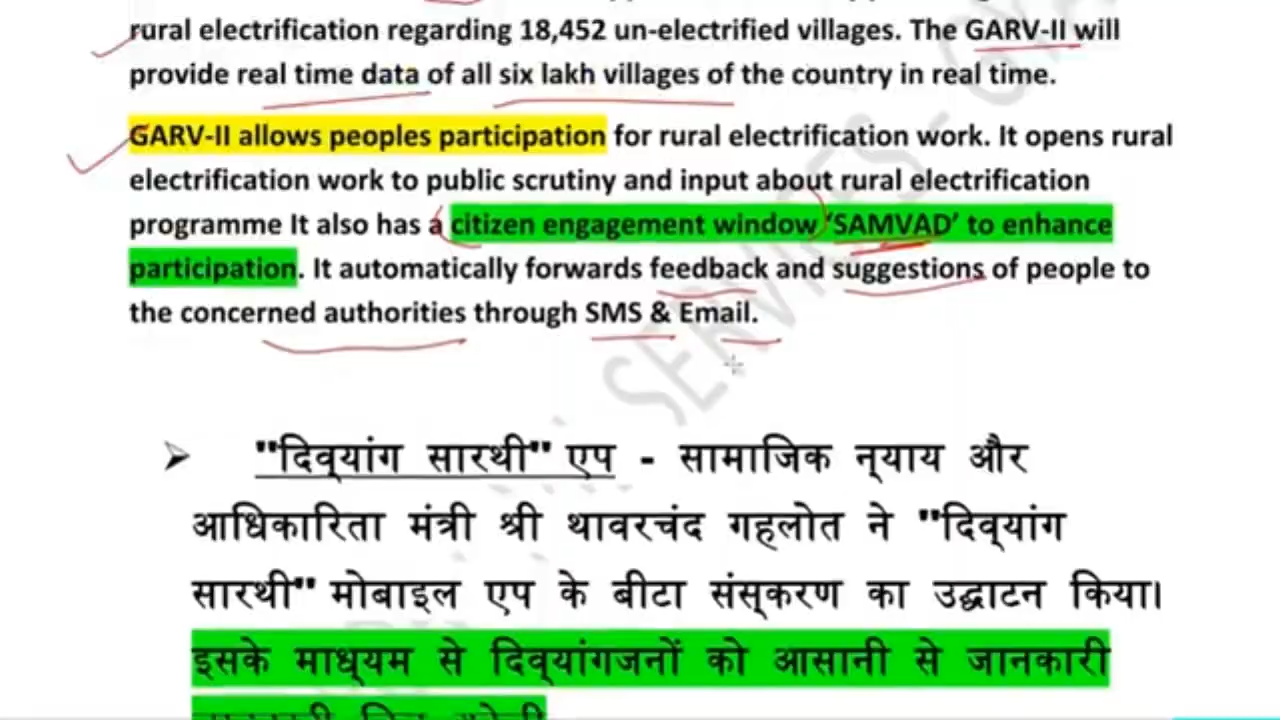 rural electrification regarding 18,452 un-electrified villages. The GARV-II will
provide real time data of all six lakh villages of the country in real time.
GARV-II allows peoples participation for rural electrification work. It opens rural
electrification work to public scrutiny and input about rural electrification
programme It also has a citizen engagement window ‘SAMVAD’ to enhance
participation. It automatically forwards feedback and suggestions of people to
the concerned authorities through SMS & Email.
SERVICES
"दिव्यांग सारथी" एप - सामाजिक न्याय और
आधिकारिता मंत्री श्री थावरचंद गहलोत ने "दिव्यांग
सारथी" मोबाइल एप के बीटा संस्करण का उद्घाटन किया।
इसके माध्यम से दिव्यांगजनों को आसानी से जानकारी